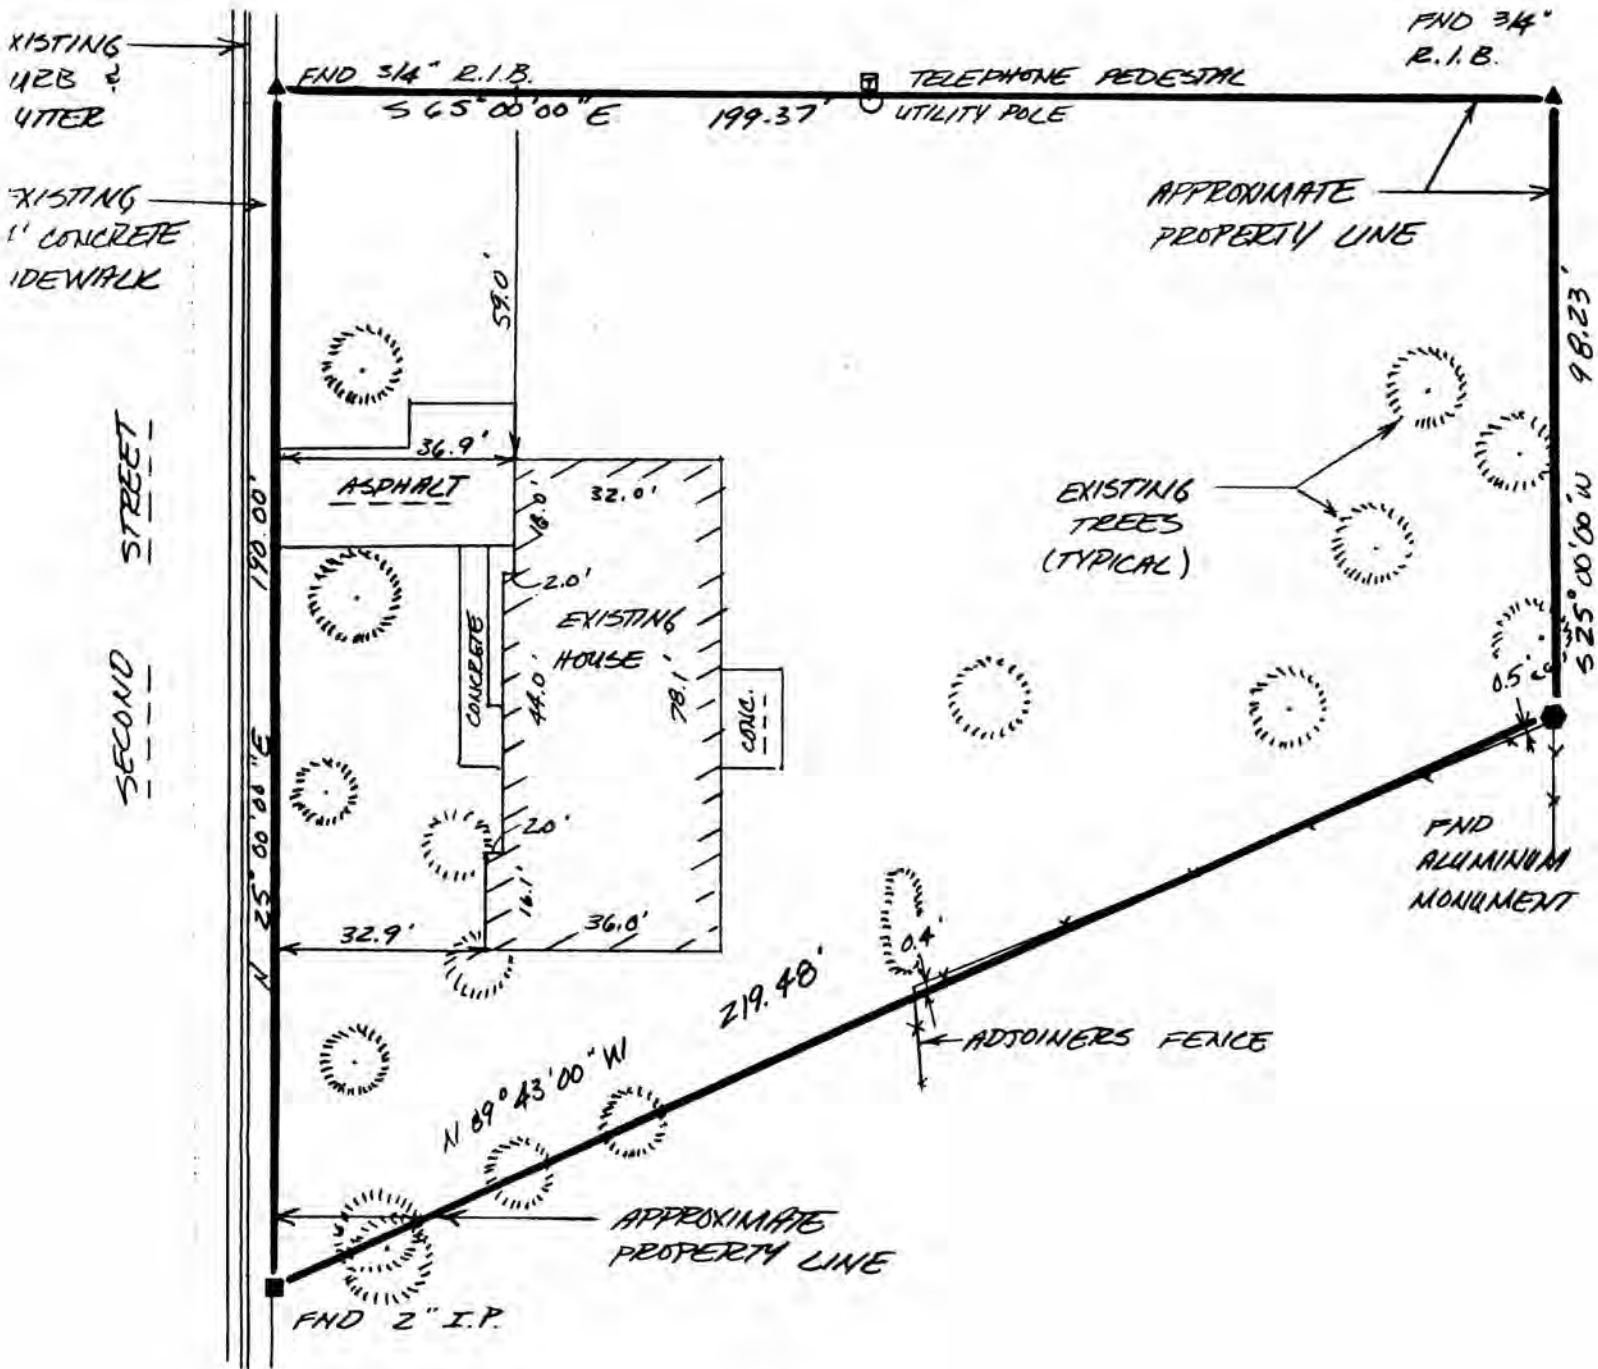 XISTING
URB &
UTTER
FND 3/4" R.I.B.
S 65°00'00" E 199.37'
TELEPHONE PEDESTAL
UTILITY POLE
FND 3/4"
R.I.B.
EXISTING
1' CONCRETE
IDEWALK
APPROXIMATE
PROPERTY LINE
59.0'
98.23'
S 25°00'00" W
SECOND STREET
N 25°00'00" E 190.00'
36.9'
ASPHALT
32.0'
18.0'
2.0'
EXISTING
HOUSE
CONCRETE
44.0'
78.1'
CONC.
EXISTING
TREES
(TYPICAL)
0.5'
2.0'
16.1'
32.9'
36.0'
FND
ALUMINUM
MONUMENT
0.4'
219.48'
ADJOINERS FENCE
N 89°43'00" W
APPROXIMATE
PROPERTY LINE
FND 2" I.P.